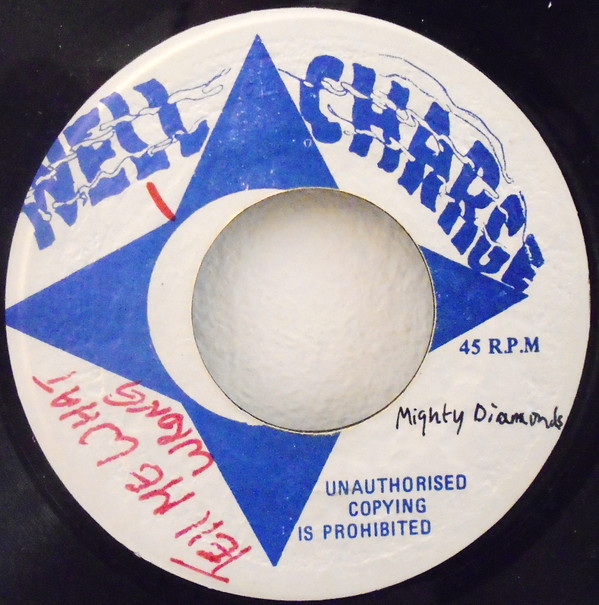 WELL CHARGE
45 R.P.M
Mighty Diamonds
UNAUTHORISED
COPYING
IS PROHIBITED
TELL ME WHAT
WRONG